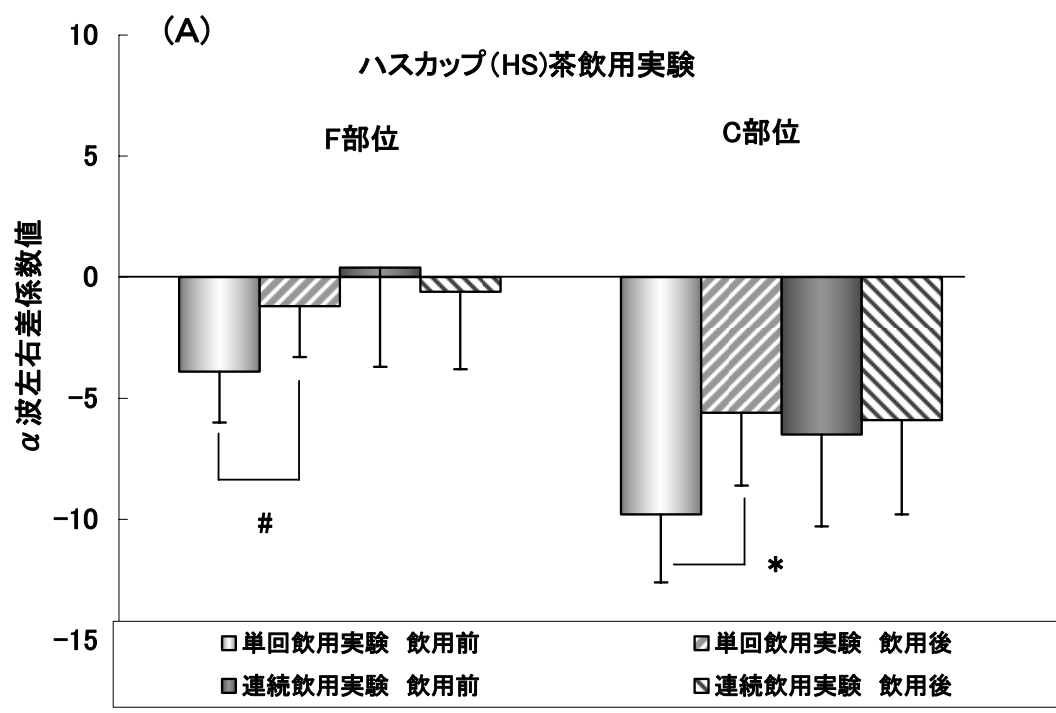 (A)
ハスカップ(HS)茶飲用実験
F部位
C部位
α波左右差係数値
10
5
0
-5
-10
-15
#
*
単回飲用実験 飲用前
単回飲用実験 飲用後
連続飲用実験 飲用前
連続飲用実験 飲用後